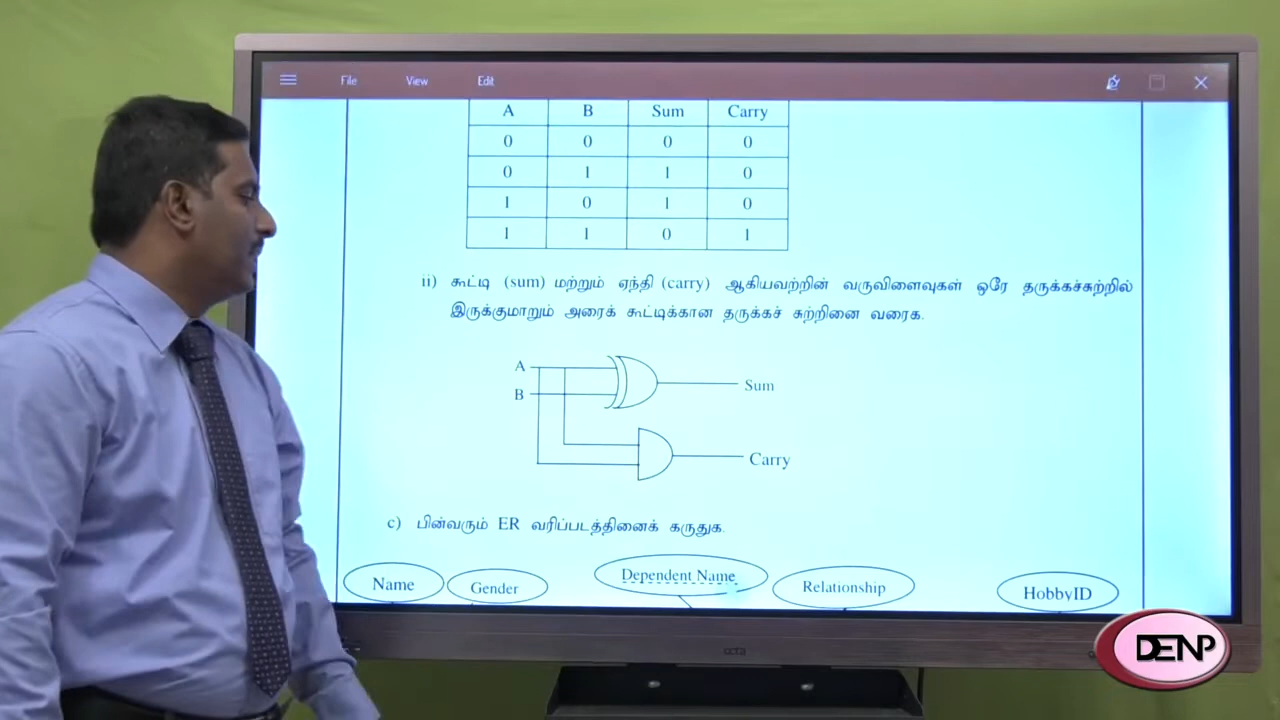 File View Edit
A B Sum Carry
0 0 0 0
0 1 1 0
1 0 1 0
1 1 0 1
ii) கூட்டி (sum) மற்றும் ஏந்தி (carry) ஆகியவற்றின் வருவிளைவுகள் ஒரே தருக்கச்சுற்றில்
இருக்குமாறும் அரைக் கூட்டிக்கான தருக்கச் சுற்றினை வரைக.
A
Sum
B
Carry
c) பின்வரும் ER வரிப்படத்தினைக் கருதுக.
Name Gender Dependent Name Relationship HobbyID
DENP